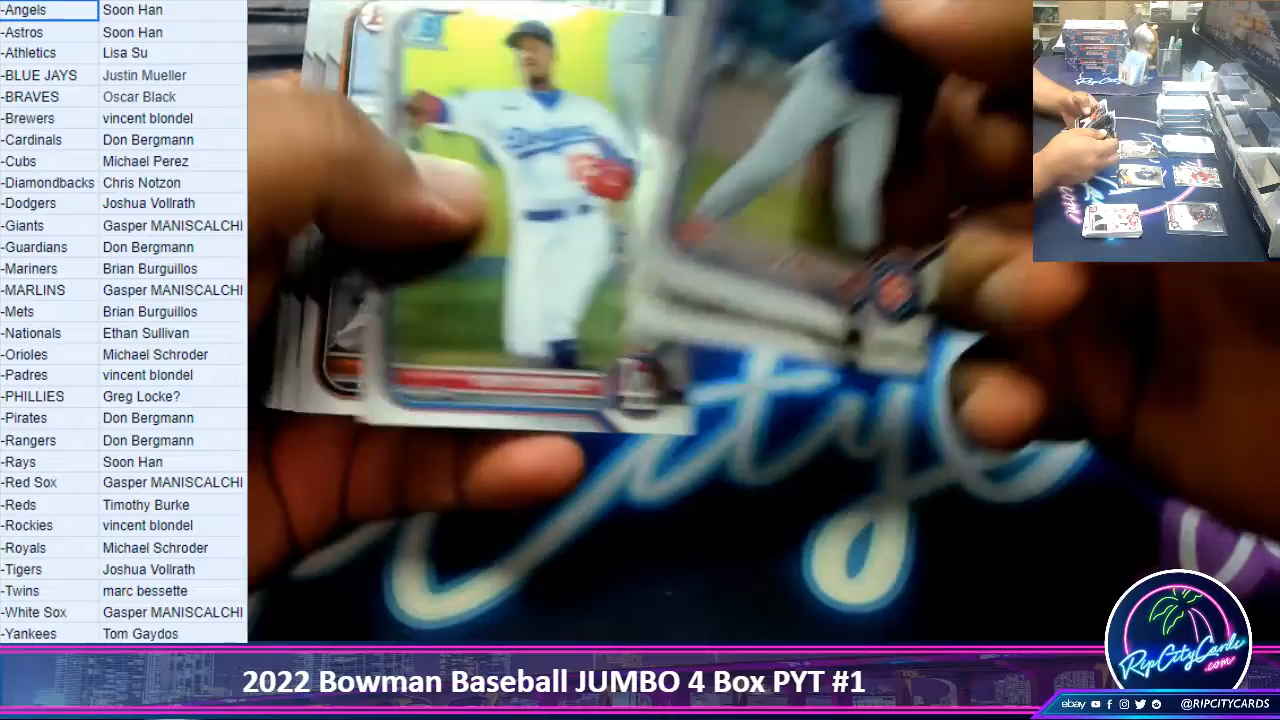 -Angels Soon Han
-Astros Soon Han
-Athletics Lisa Su
-BLUE JAYS Justin Mueller
-BRAVES Oscar Black
-Brewers vincent blondel
-Cardinals Don Bergmann
-Cubs Michael Perez
-Diamondbacks Chris Notzon
-Dodgers Joshua Vollrath
-Giants Gasper MANISCALCHI
-Guardians Don Bergmann
-Mariners Brian Burguillos
-MARLINS Gasper MANISCALCHI
-Mets Brian Burguillos
-Nationals Ethan Sullivan
-Orioles Michael Schroder
-Padres vincent blondel
-PHILLIES Greg Locke?
-Pirates Don Bergmann
-Rangers Don Bergmann
-Rays Soon Han
-Red Sox Gasper MANISCALCHI
-Reds Timothy Burke
-Rockies vincent blondel
-Royals Michael Schroder
-Tigers Joshua Vollrath
-Twins marc bessette
-White Sox Gasper MANISCALCHI
-Yankees Tom Gaydos
Dodgers
City
RipCityCards
.com
2022 Bowman Baseball JUMBO 4 Box PYT #1
ebay @RIPCITYCARDS